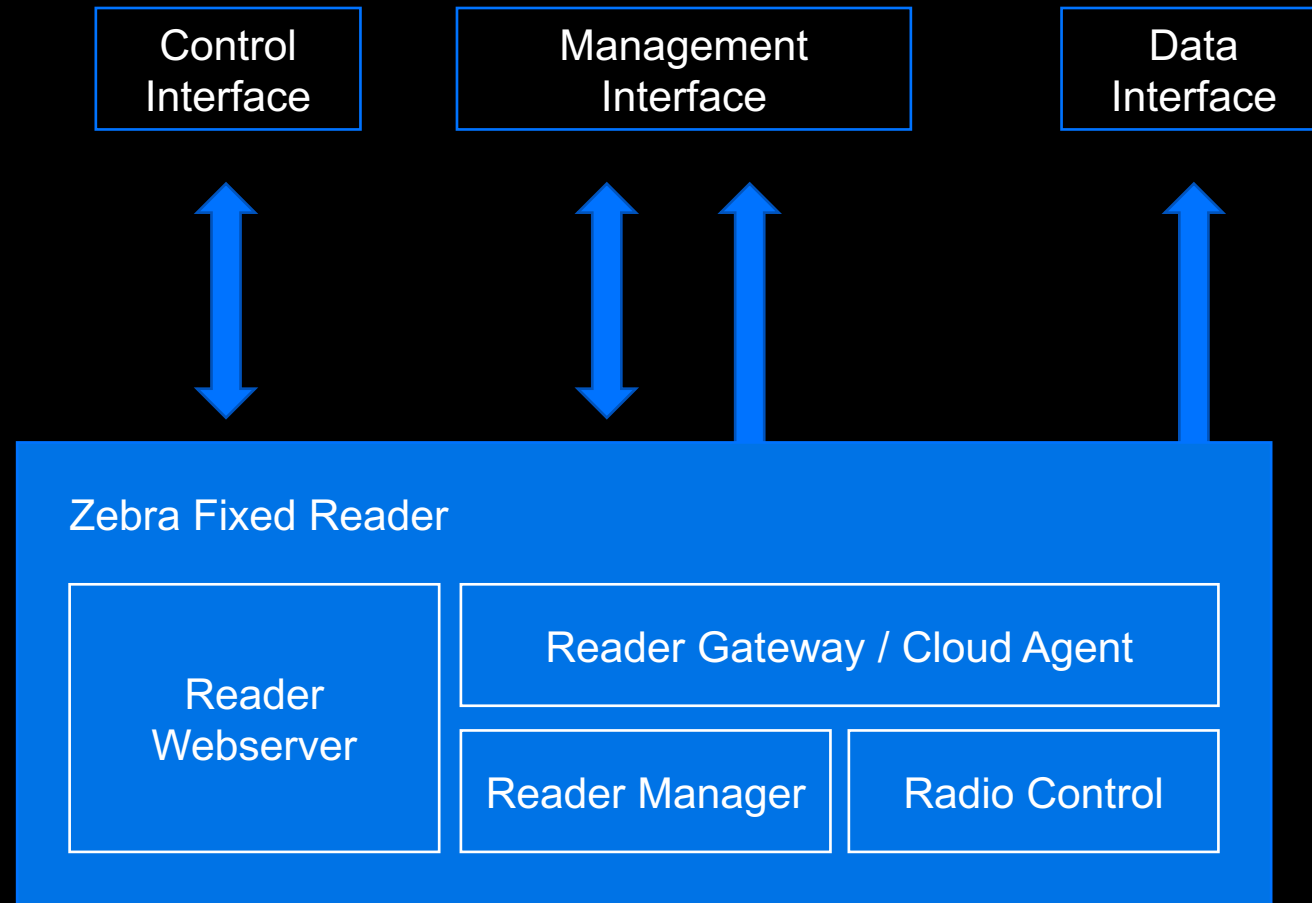 Control
Interface
Management
Interface
Data
Interface
Zebra Fixed Reader
Reader
Webserver
Reader Gateway / Cloud Agent
Reader Manager
Radio Control